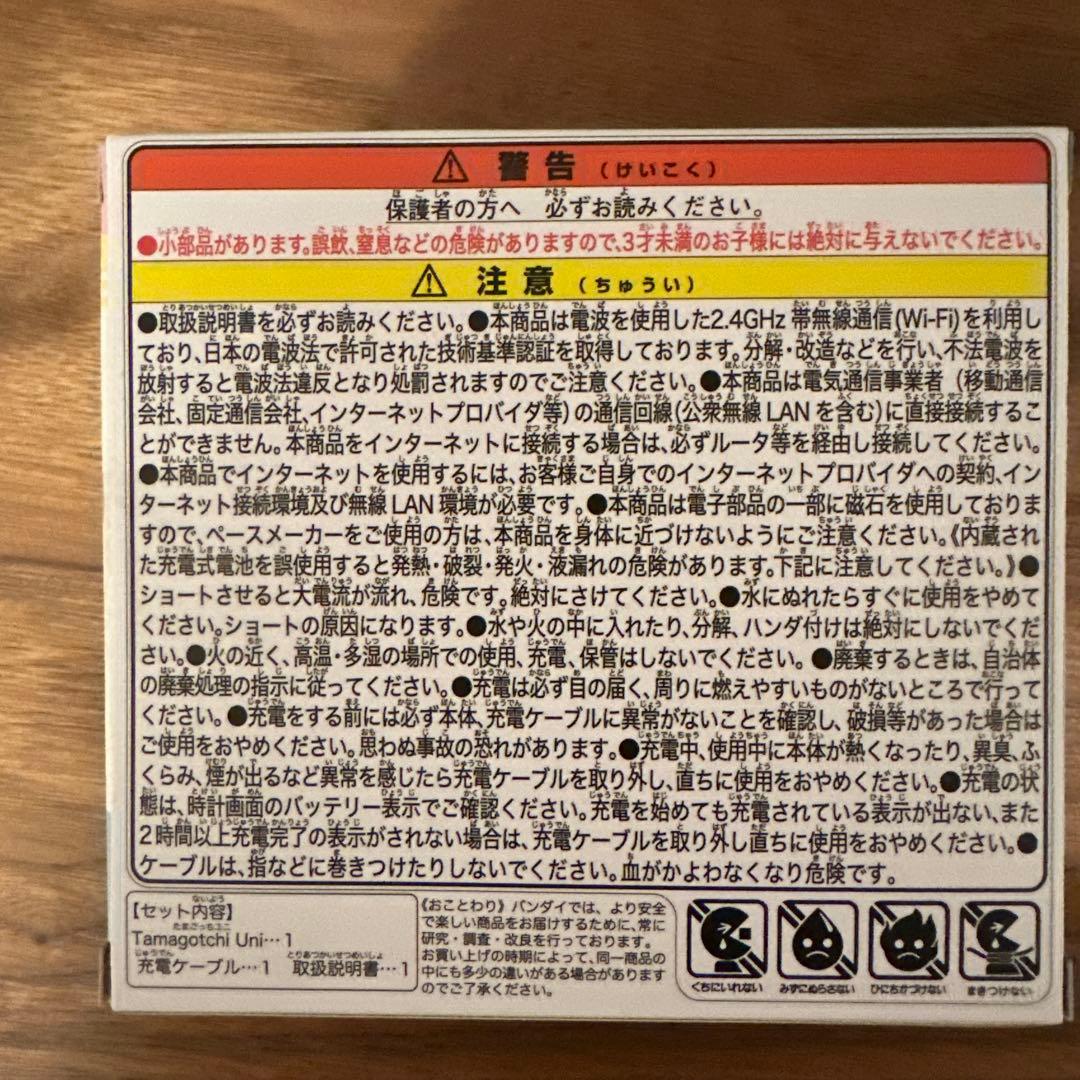 ⚠ 警告 (けいこく)
保護者の方へ 必ずお読みください。
●小部品があります。誤飲、窒息などの危険がありますので、3才未満のお子様には絶対に与えないでください。
⚠ 注意 (ちゅうい)
●取扱説明書を必ずお読みください。●本商品は電波を使用した2.4GHz 帯無線通信(Wi-Fi)を利用し
ており、日本の電波法で許可された技術基準認証を取得しております。分解・改造などを行い、不法電波を
放射すると電波法違反となり処罰されますのでご注意ください。●本商品は電気通信事業者 (移動通信
会社、固定通信会社、インターネットプロバイダ等)の通信回線(公衆無線 LAN を含む)に直接接続するこ
とができません。本商品をインターネットに接続する場合は、必ずルータ等を経由し接続してください。
●本商品でインターネットを使用するには、お客様ご自身でのインターネットプロバイダへの契約、イン
ターネット接続環境及び無線 LAN 環境が必要です。●本商品は電子部品の一部に磁石を使用しておりま
すので、ペースメーカーをご使用の方は、本商品を身体に近づけないようにご注意ください。《内蔵され
た充電式電池を誤使用すると発熱・破裂・発火・液漏れの危険があります。下記に注意してください。》●
ショートさせると大電流が流れ、危険です。絶対にさけてください。●水にぬれたらすぐに使用をやめて
ください。ショートの原因になります。●水や火の中に入れたり、分解、ハンダ付けは絶対にしないでくだ
さい。●火の近く、高温・多湿の場所での使用、充電、保管はしないでください。●廃棄するときは、自治体
の廃棄処理の指示に従ってください。●充電は必ず目の届く、周りに燃えやすいものがないところで行って
ください。●充電をする前には必ず本体、充電ケーブルに異常がないことを確認し、破損等があった場合は
ご使用をおやめください。思わぬ事故の恐れがあります。●充電中、使用中に本体が熱くなったり、異臭、ふ
くらみ、煙が出るなど異常を感じたら充電ケーブルを取り外し、直ちに使用をおやめください。●充電の状
態は、時計画面のバッテリー表示でご確認ください。充電を始めても充電されている表示が出ない、また
2時間以上充電完了の表示がされない場合は、充電ケーブルを取り外し直ちに使用をおやめください。●
ケーブルは、指などに巻きつけたりしないでください。血がかよわなくなり危険です。
【セット内容】
Tamagotchi Uni…1
充電ケーブル…1 取扱説明書…1
《おことわり》バンダイでは、より安全
で楽しい商品をお届けするために、常に
研究・調査・改良を行っております。
お買い上げの時期によって、同一商品の
中にも多少の違いがある場合があります
のでご了承ください。
くちにいれない みずにぬらさない ひにちかづけない まきつけない